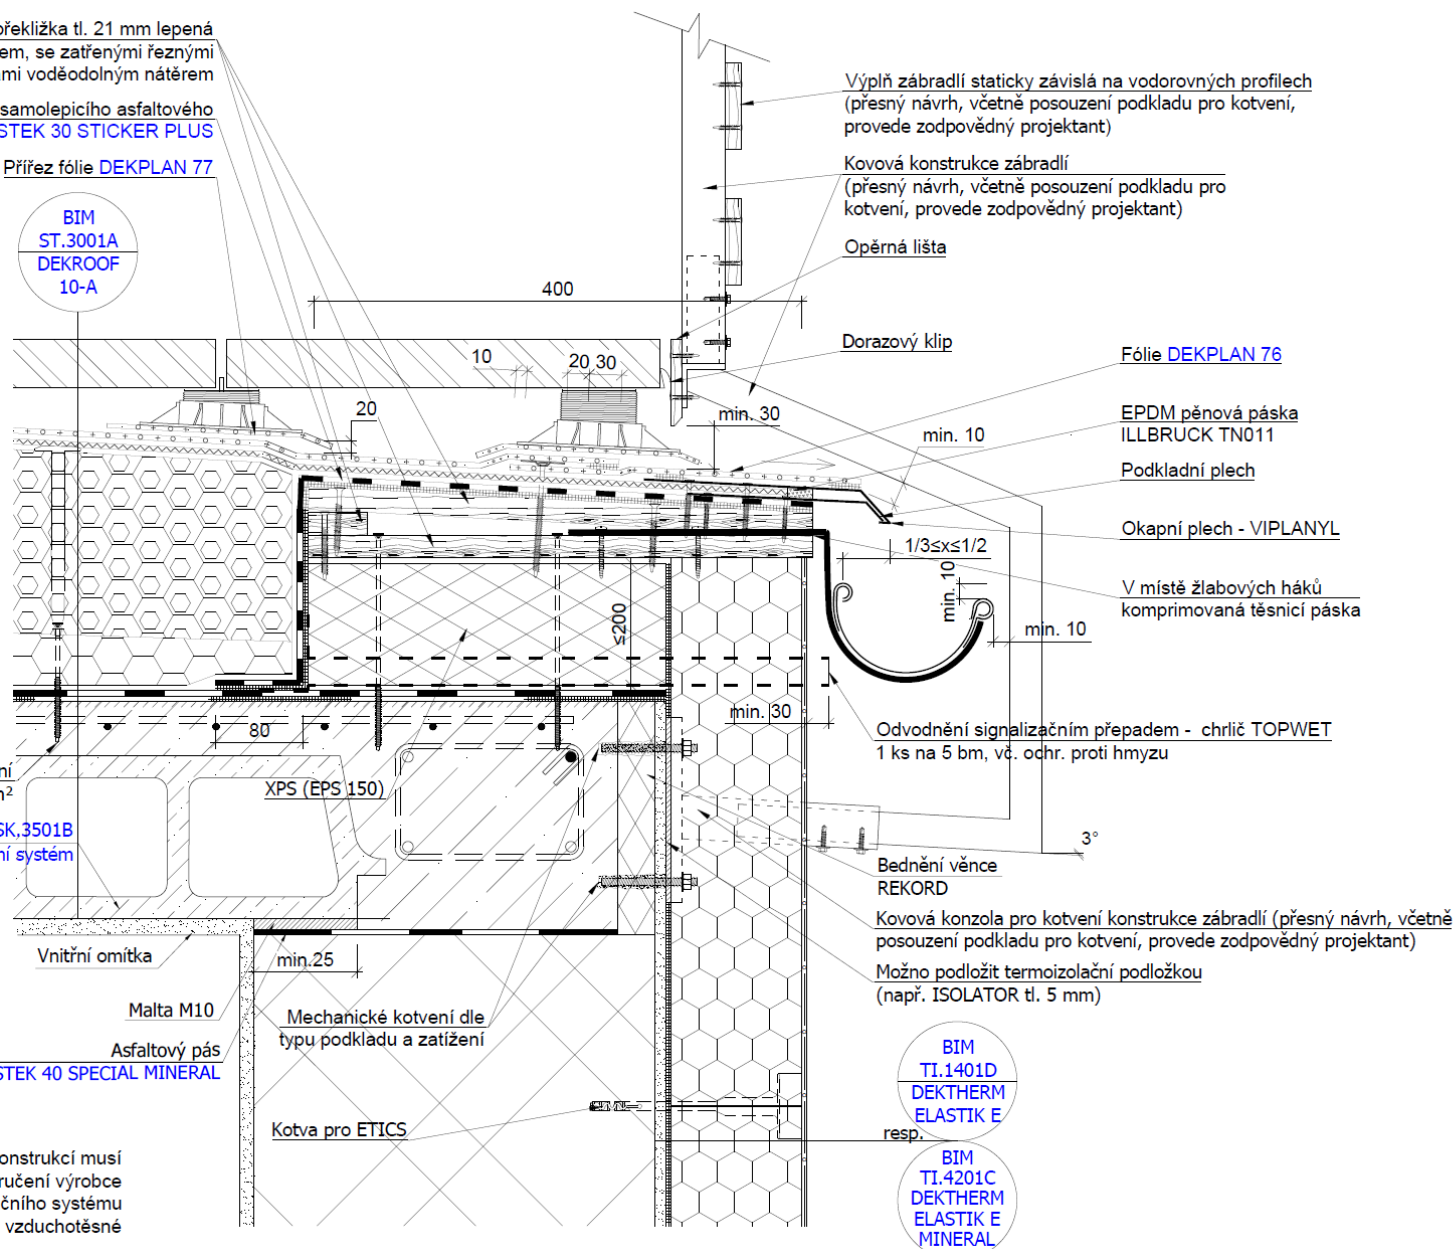 překližka tl. 21 mm lepená
em, se zatřenými řeznými
ami voděodolným nátěrem
samolepicího asfaltového
STEK 30 STICKER PLUS
Přířez fólie DEKPLAN 77
BIM
ST.3001A
DEKROOF
10-A
Výplň zábradlí staticky závislá na vodorovných profilech
(přesný návrh, včetně posouzení podkladu pro kotvení,
provede zodpovědný projektant)
Kovová konstrukce zábradlí
(přesný návrh, včetně posouzení podkladu pro
kotvení, provede zodpovědný projektant)
Opěrná lišta
400
Dorazový klip
Fólie DEKPLAN 76
10
20 30
20
min. 30
min. 10
EPDM pěnová páska
ILLBRUCK TN011
Podkladní plech
Okapní plech - VIPLANYL
1/3≤x≤1/2
min. 10
V místě žlabových háků
komprimovaná těsnicí páska
≤200
min. 10
min. 30
80
Odvodnění signalizačním přepadem - chrlič TOPWET
1 ks na 5 bm, vč. ochr. proti hmyzu
ní
m²
XPS (EPS 150)
SK,3501B
ní systém
3°
Bednění věnce
REKORD
Kovová konzola pro kotvení konstrukce zábradlí (přesný návrh, včetně
posouzení podkladu pro kotvení, provede zodpovědný projektant)
Vnitřní omítka
min.25
Možno podložit termoizolační podložkou
(např. ISOLATOR tl. 5 mm)
Malta M10
Mechanické kotvení dle
typu podkladu a zatížení
Asfaltový pás
STEK 40 SPECIAL MINERAL
BIM
TI.1401D
DEKTHERM
ELASTIK E
Kotva pro ETICS
resp.
BIM
TI.4201C
DEKTHERM
ELASTIK E
MINERAL
onstrukcí musí
ručení výrobce
čního systému
vzduchotěsné